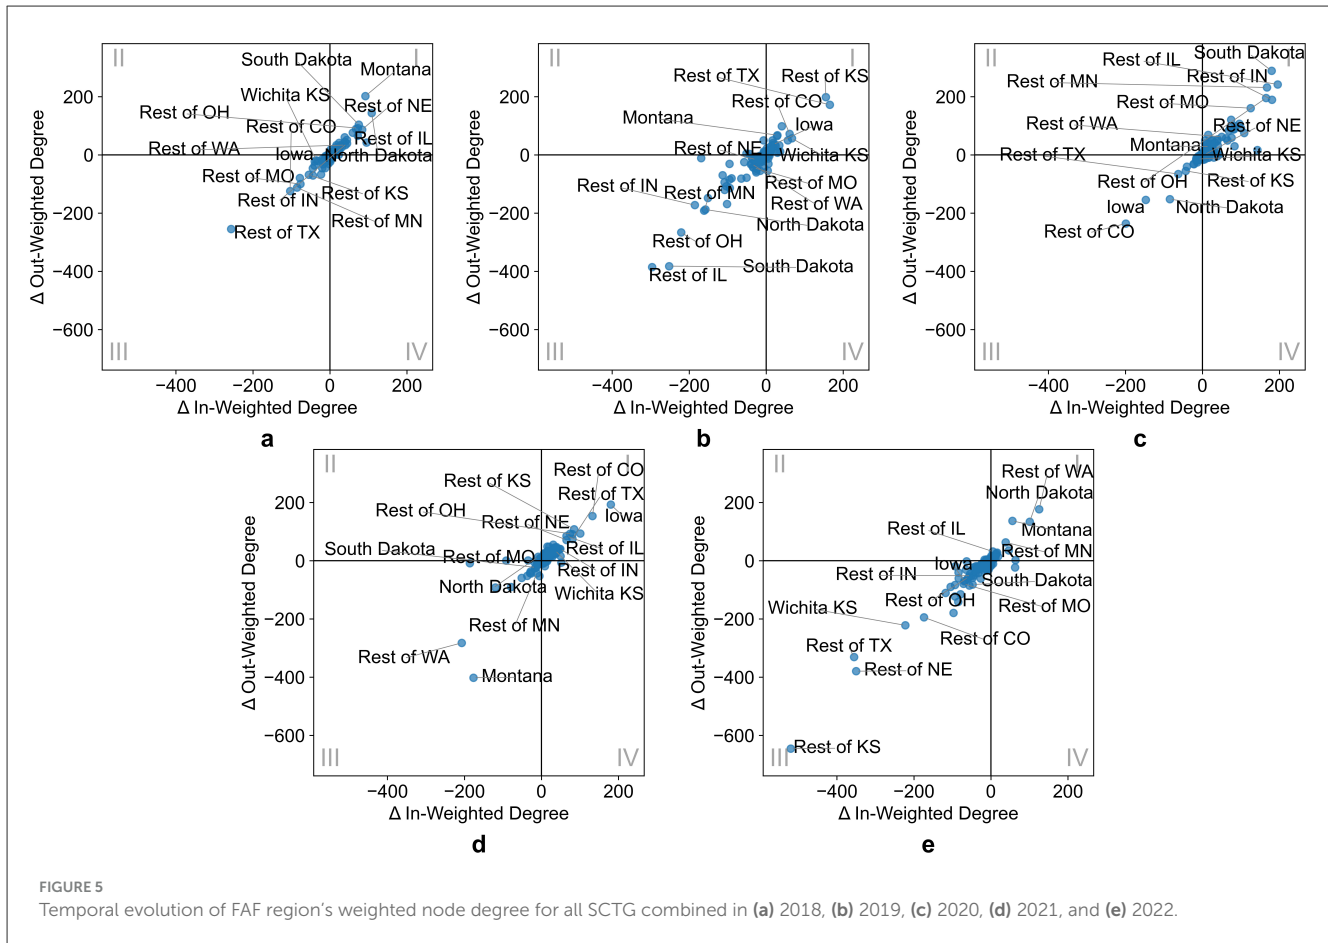 II
I
South Dakota
Montana
Wichita KS
Rest of NE
Rest of OH
Rest of CO
Rest of IL
Rest of WA
Iowa
North Dakota
Rest of MO
Rest of KS
Rest of IN
Rest of MN
Rest of TX
III
IV
200
0
−200
−400
−600
−400
−200
0
200
Δ Out-Weighted Degree
Δ In-Weighted Degree
a
II
I
Rest of TX
Rest of KS
Rest of CO
Montana
Iowa
Rest of NE
Wichita KS
Rest of IN
Rest of MN
Rest of MO
Rest of WA
North Dakota
Rest of OH
South Dakota
Rest of IL
III
IV
200
0
−200
−400
−600
−400
−200
0
200
Δ Out-Weighted Degree
Δ In-Weighted Degree
b
II
I
South Dakota
Rest of IL
Rest of IN
Rest of MN
Rest of MO
Rest of WA
Rest of NE
Montana
Rest of TX
Wichita KS
Rest of OH
Rest of KS
Iowa
North Dakota
Rest of CO
III
IV
200
0
−200
−400
−600
−400
−200
0
200
Δ Out-Weighted Degree
Δ In-Weighted Degree
c
II
I
Rest of CO
Rest of KS
Rest of TX
Rest of OH
Rest of NE
Iowa
South Dakota
Rest of MO
Rest of IL
Rest of IN
North Dakota
Wichita KS
Rest of MN
Rest of WA
Montana
III
IV
200
0
−200
−400
−600
−400
−200
0
200
Δ Out-Weighted Degree
Δ In-Weighted Degree
d
II
I
Rest of WA
North Dakota
Rest of IL
Montana
Rest of MN
Iowa
Rest of IN
South Dakota
Rest of OH
Rest of MO
Wichita KS
Rest of CO
Rest of TX
Rest of NE
Rest of KS
III
IV
200
0
−200
−400
−600
−400
−200
0
200
Δ Out-Weighted Degree
Δ In-Weighted Degree
e
FIGURE 5
Temporal evolution of FAF region's weighted node degree for all SCTG combined in (a) 2018, (b) 2019, (c) 2020, (d) 2021, and (e) 2022.